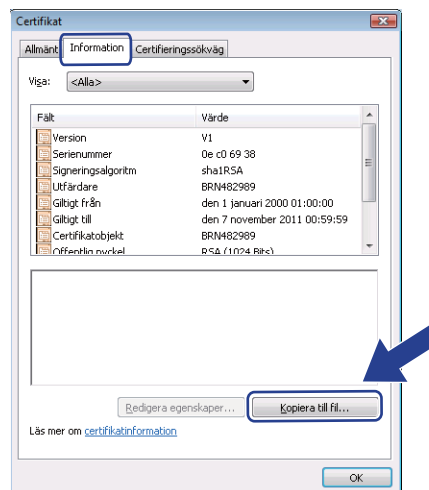 Certifikat
Allmänt Information Certifieringssökväg
Visa: <Alla>
Fält Värde
Version V1
Serienummer 0e c0 69 38
Signeringsalgoritm sha1RSA
Utfärdare BRN482989
Giltigt från den 1 januari 2000 01:00:00
Giltigt till den 7 november 2011 00:59:59
Certifikatobjekt BRN482989
Offentlig nyckel RSA (1024 Bits)
Redigera egenskaper... Kopiera till fil...
Läs mer om certifikatinformation
OK